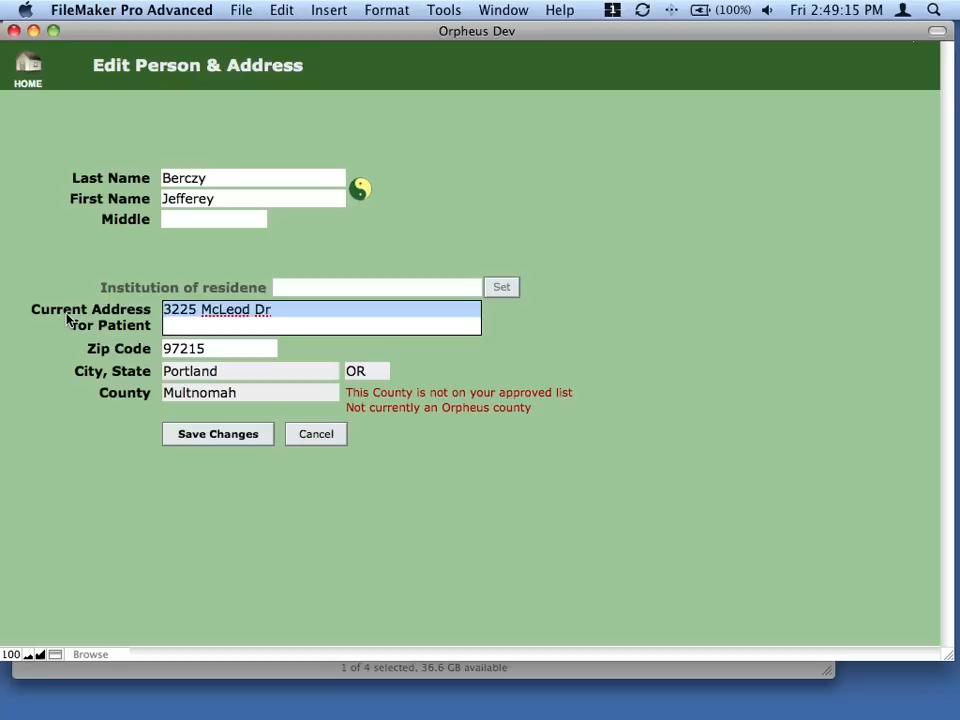 FileMaker Pro Advanced File Edit Insert Format Tools Window Help 1 (100%) Fri 2:49:15 PM
Orpheus Dev
HOME
Edit Person & Address
Last Name Berczy
First Name Jefferey
Middle
Institution of residene Set
Current Address 3225 McLeod Dr
for Patient
Zip Code 97215
City, State Portland OR
County Multnomah This County is not on your approved list
Not currently an Orpheus county
Save Changes Cancel
100 Browse
1 of 4 selected, 36.6 GB available